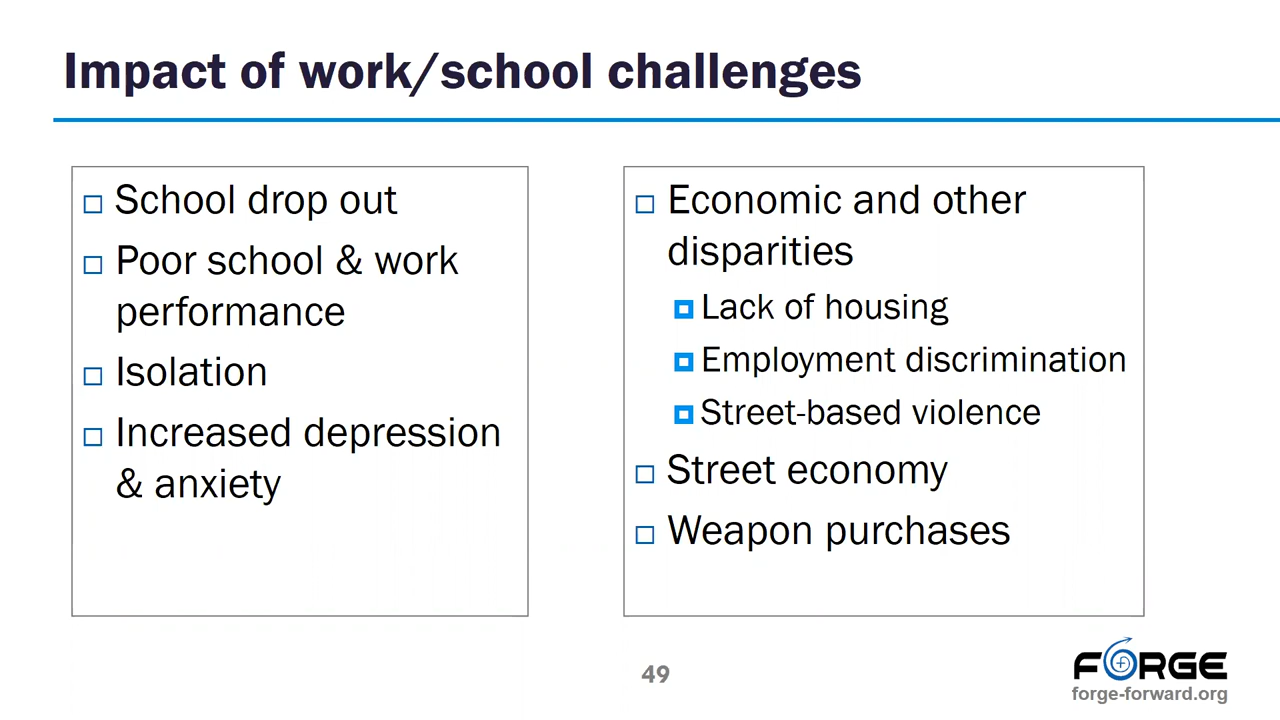 Impact of work/school challenges
School drop out
Poor school & work
performance
Isolation
Increased depression
& anxiety
Economic and other
disparities
Lack of housing
Employment discrimination
Street-based violence
Street economy
Weapon purchases
49
FORGE
forge-forward.org